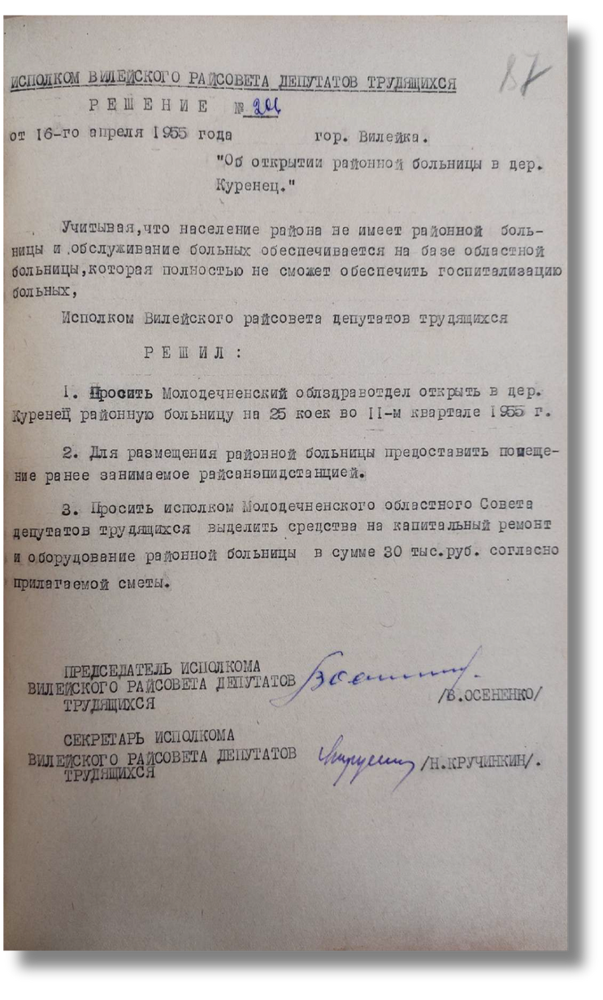 87
ИСПОЛКОМ ВИЛЕЙСКОГО РАЙСОВЕТА ДЕПУТАТОВ ТРУДЯЩИХСЯ
Р Е Ш Е Н И Е №
от 16-го апреля 1955 года гор. Вилейка.
"Об открытии районной больницы в дер.
Куренец."
Учитывая,что население района не имеет районной боль-
ницы и обслуживание больных обеспечивается на базе областной
больницы,которая полностью не сможет обеспечить госпитализацию
больных,
Исполком Вилейского райсовета депутатов трудящихся
Р Е Ш И Л :
1. Просить Молодечненский облздравотдел открыть в дер.
Куренец районную больницу на 25 коек во II-м квартале 1955 г.
2. Для размещения районной больницы предоставить помеще-
ние ранее занимаемое райсанэпидстанцией.
3. Просить исполком Молодечненского областного Совета
депутатов трудящихся выделить средства на капитальный ремонт
и оборудование районной больницы в сумме 30 тыс.руб. согласно
прилагаемой сметы.
ПРЕДСЕДАТЕЛЬ ИСПОЛКОМА
ВИЛЕЙСКОГО РАЙСОВЕТА ДЕПУТАТОВ
ТРУДЯЩИХСЯ /В.ОСЕНЕНКО/
СЕКРЕТАРЬ ИСПОЛКОМА
ВИЛЕЙСКОГО РАЙСОВЕТА ДЕПУТАТОВ
ТРУДЯЩИХСЯ /Н.КРУЧИНКИН/.